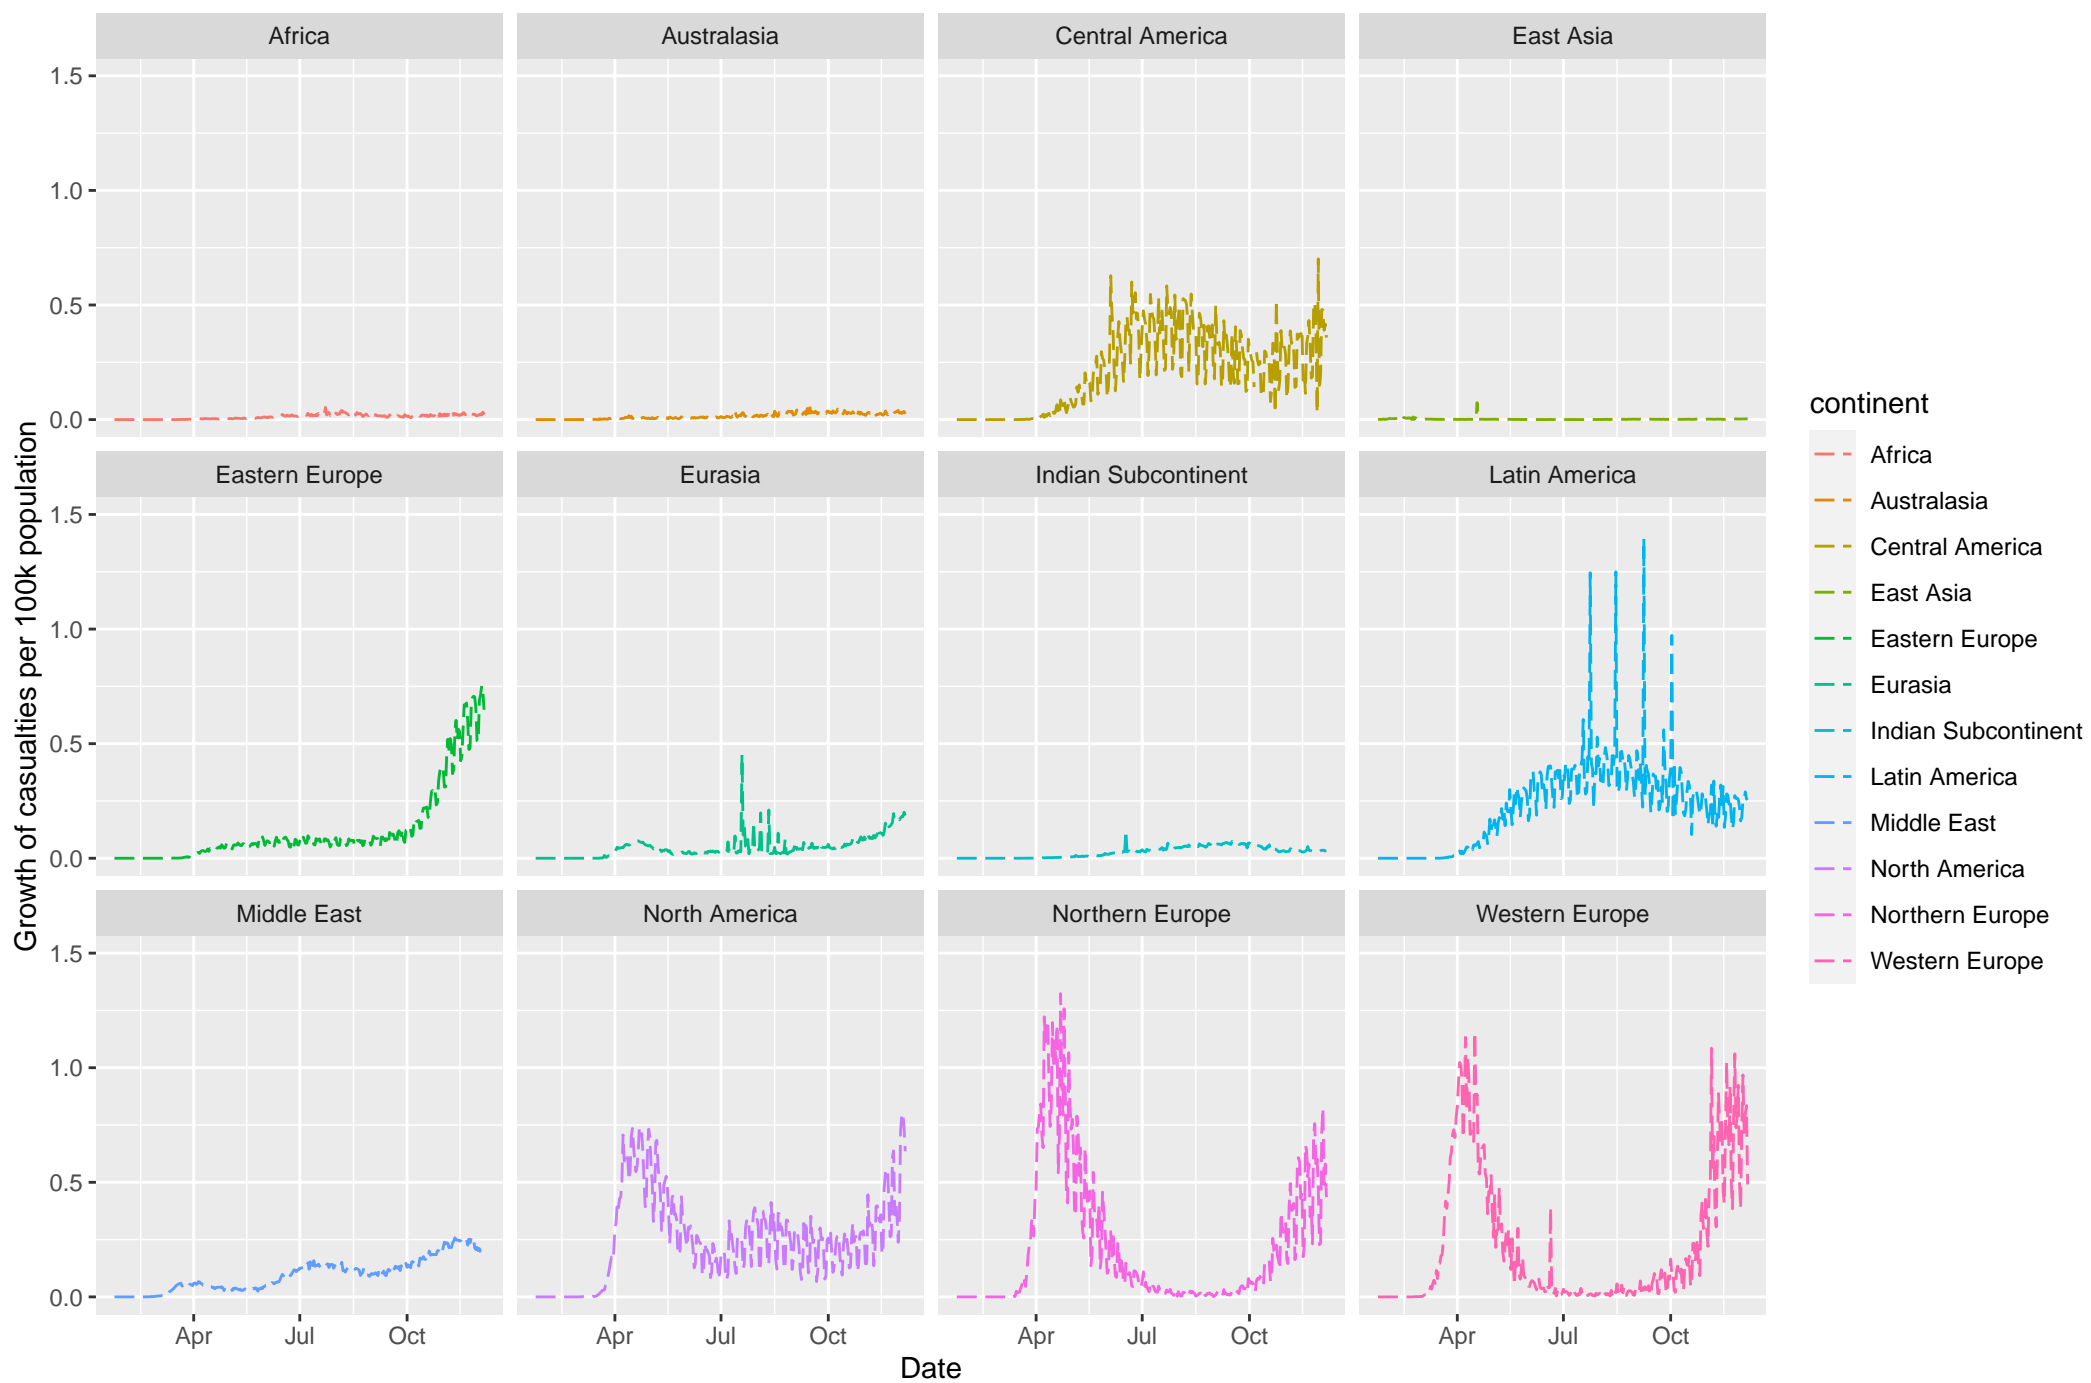 Africa
Australasia
Central America
East Asia
1.5
1.0
0.5
0.0
Eastern Europe
Eurasia
Indian Subcontinent
Latin America
1.5
1.0
0.5
0.0
Middle East
North America
Northern Europe
Western Europe
1.5
1.0
0.5
0.0
Apr Jul Oct
Apr Jul Oct
Apr Jul Oct
Apr Jul Oct
Date
Growth of casualties per 100k population
continent
Africa
Australasia
Central America
East Asia
Eastern Europe
Eurasia
Indian Subcontinent
Latin America
Middle East
North America
Northern Europe
Western Europe